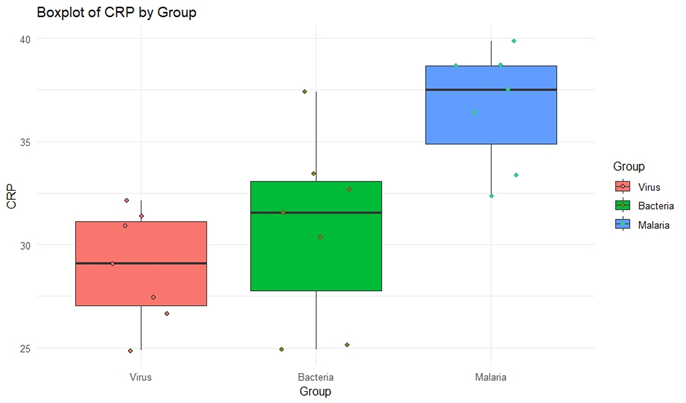 Boxplot of CRP by Group
CRP
40
35
30
25
Virus
Bacteria
Malaria
Group
Group
Virus
Bacteria
Malaria